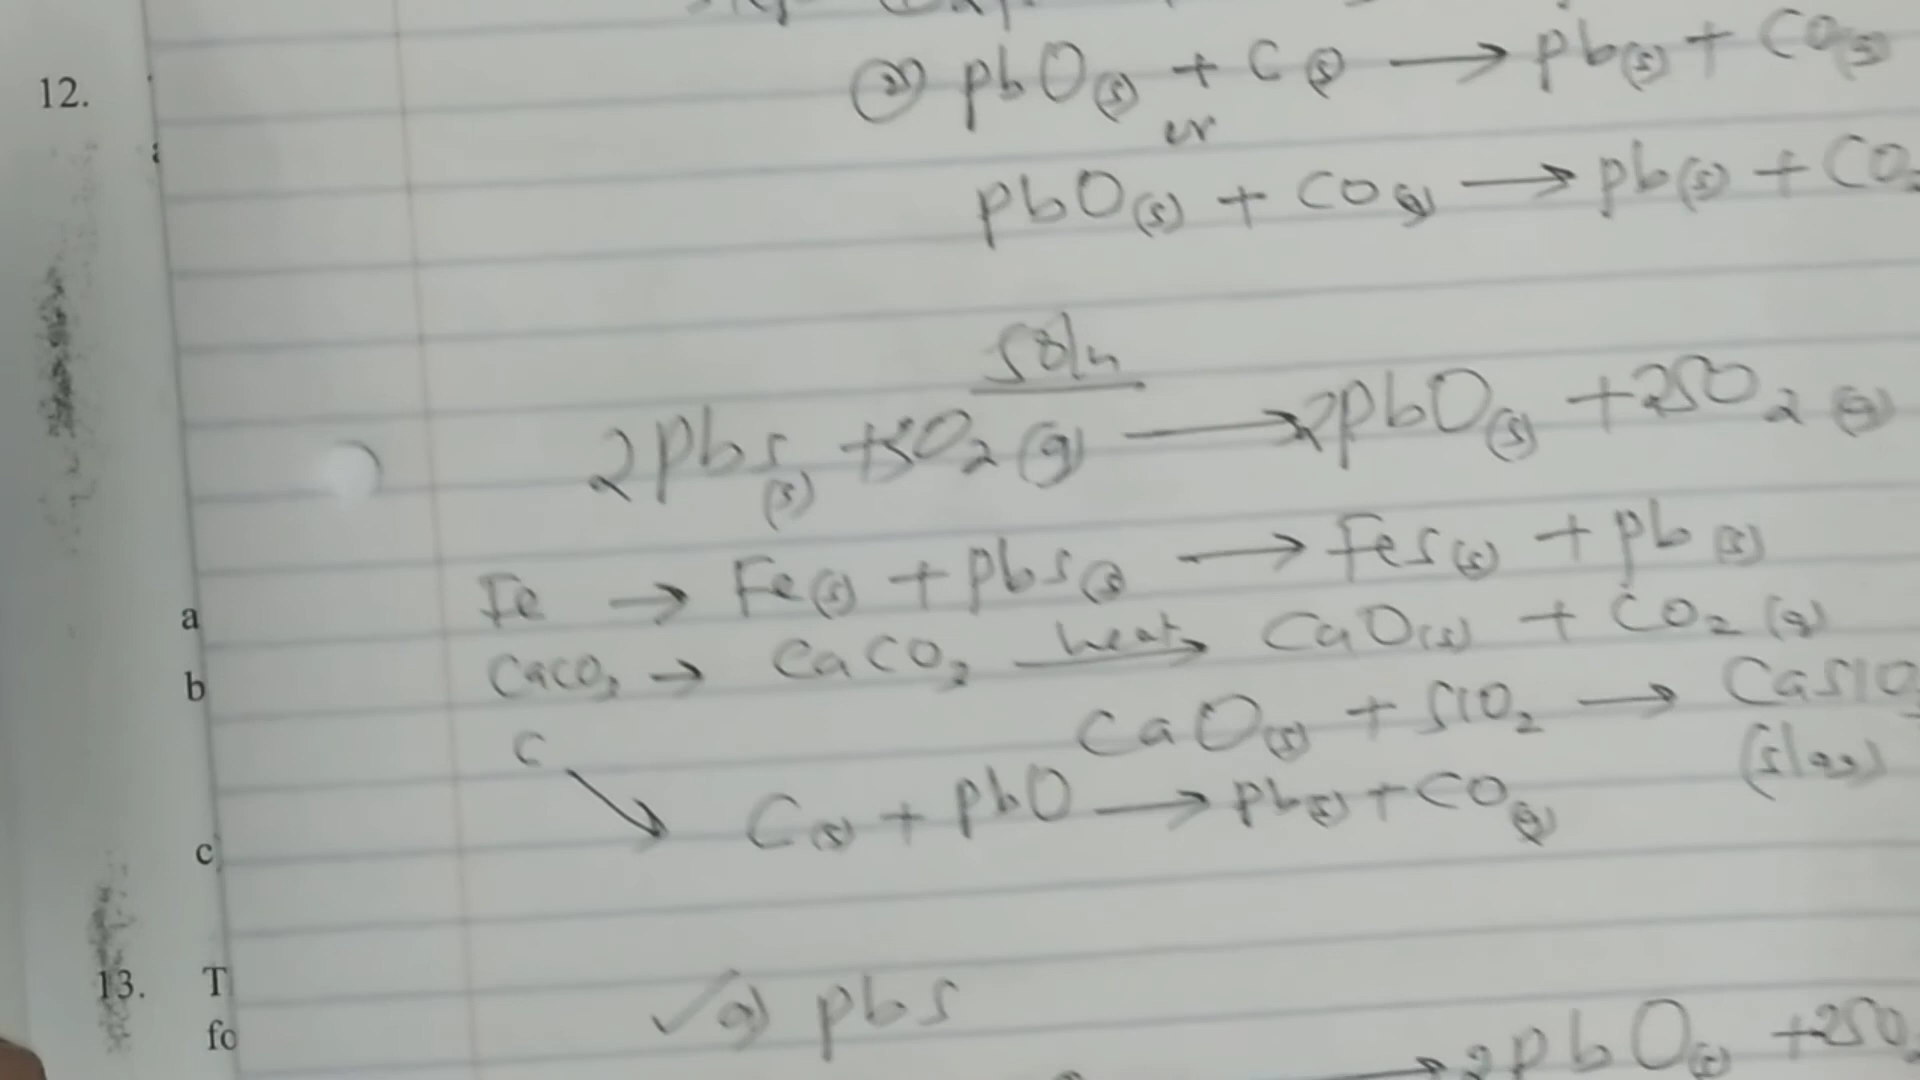 12.
② PbO(s) + C(s) → Pb(s) + CO(g)
or
PbO(s) + CO(g) → Pb(s) + CO2
Soln
2PbS(s) + 3O2(g) → 2PbO(s) + 2SO2(g)
a Fe → Fe(s) + PbS(s) → FeS(s) + Pb(s)
b CaCO3 → CaCO3 heat→ CaO(s) + CO2(g)
CaO(s) + SiO2 → CaSiO3
(slag)
C
c C(s) + PbO → Pb(s) + CO(g)
13. T
✓ a) PbS
fo
→ 2PbO(s) + 2SO2